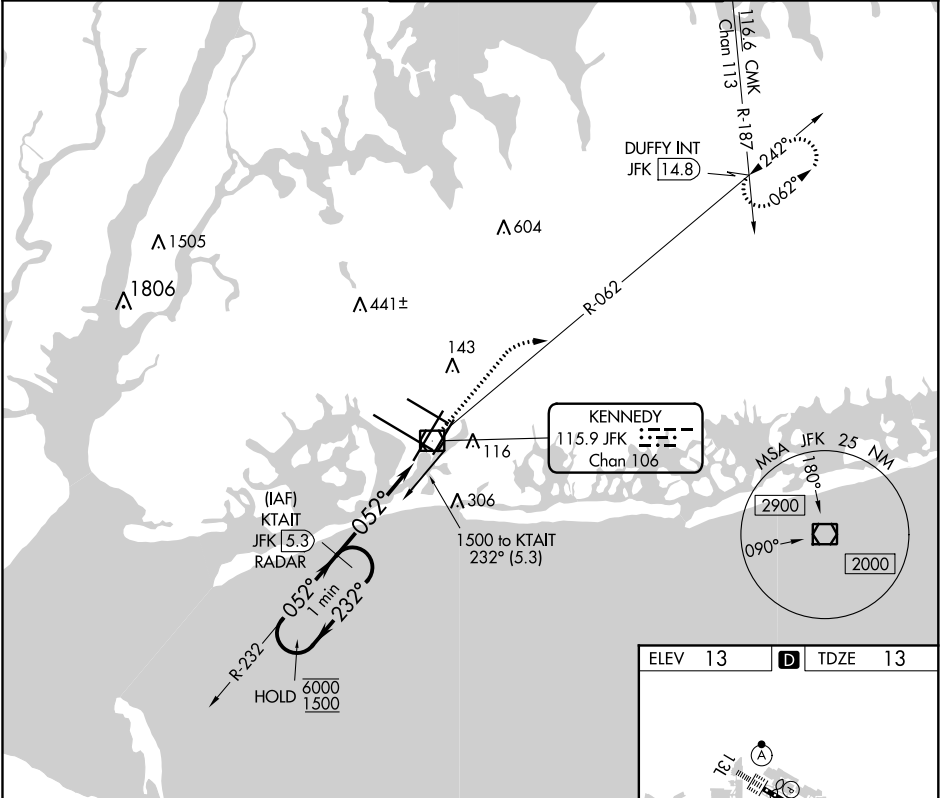 116.6 CMK
Chan 113
R-187
DUFFY INT
JFK 14.8
242°
062°
604
1505
1806
441±
R-062
143
KENNEDY
115.9 JFK
Chan 106
116
MSA JFK 25 NM
180°
2900
090°
2000
(IAF)
KTAIT
JFK 5.3
RADAR
052°
306
1500 to KTAIT
232° (5.3)
052°
1 min
232°
R-232
HOLD 6000
1500
ELEV 13 D TDZE 13
A
13L
P